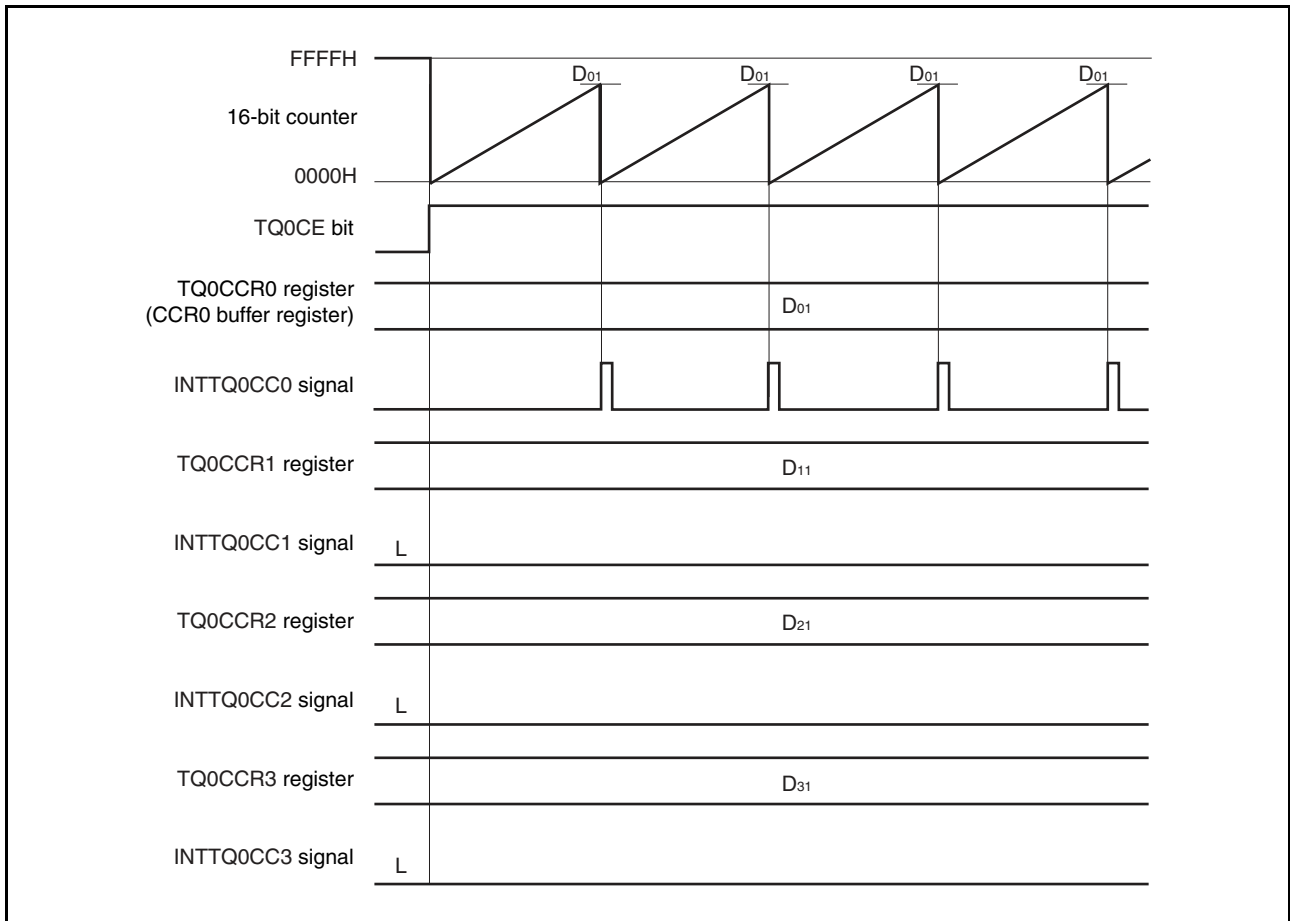 FFFFH
D01 D01 D01 D01
16-bit counter
0000H
TQ0CE bit
TQ0CCR0 register
(CCR0 buffer register)
D01
INTTQ0CC0 signal
TQ0CCR1 register
D11
INTTQ0CC1 signal
L
TQ0CCR2 register
D21
INTTQ0CC2 signal
L
TQ0CCR3 register
D31
INTTQ0CC3 signal
L